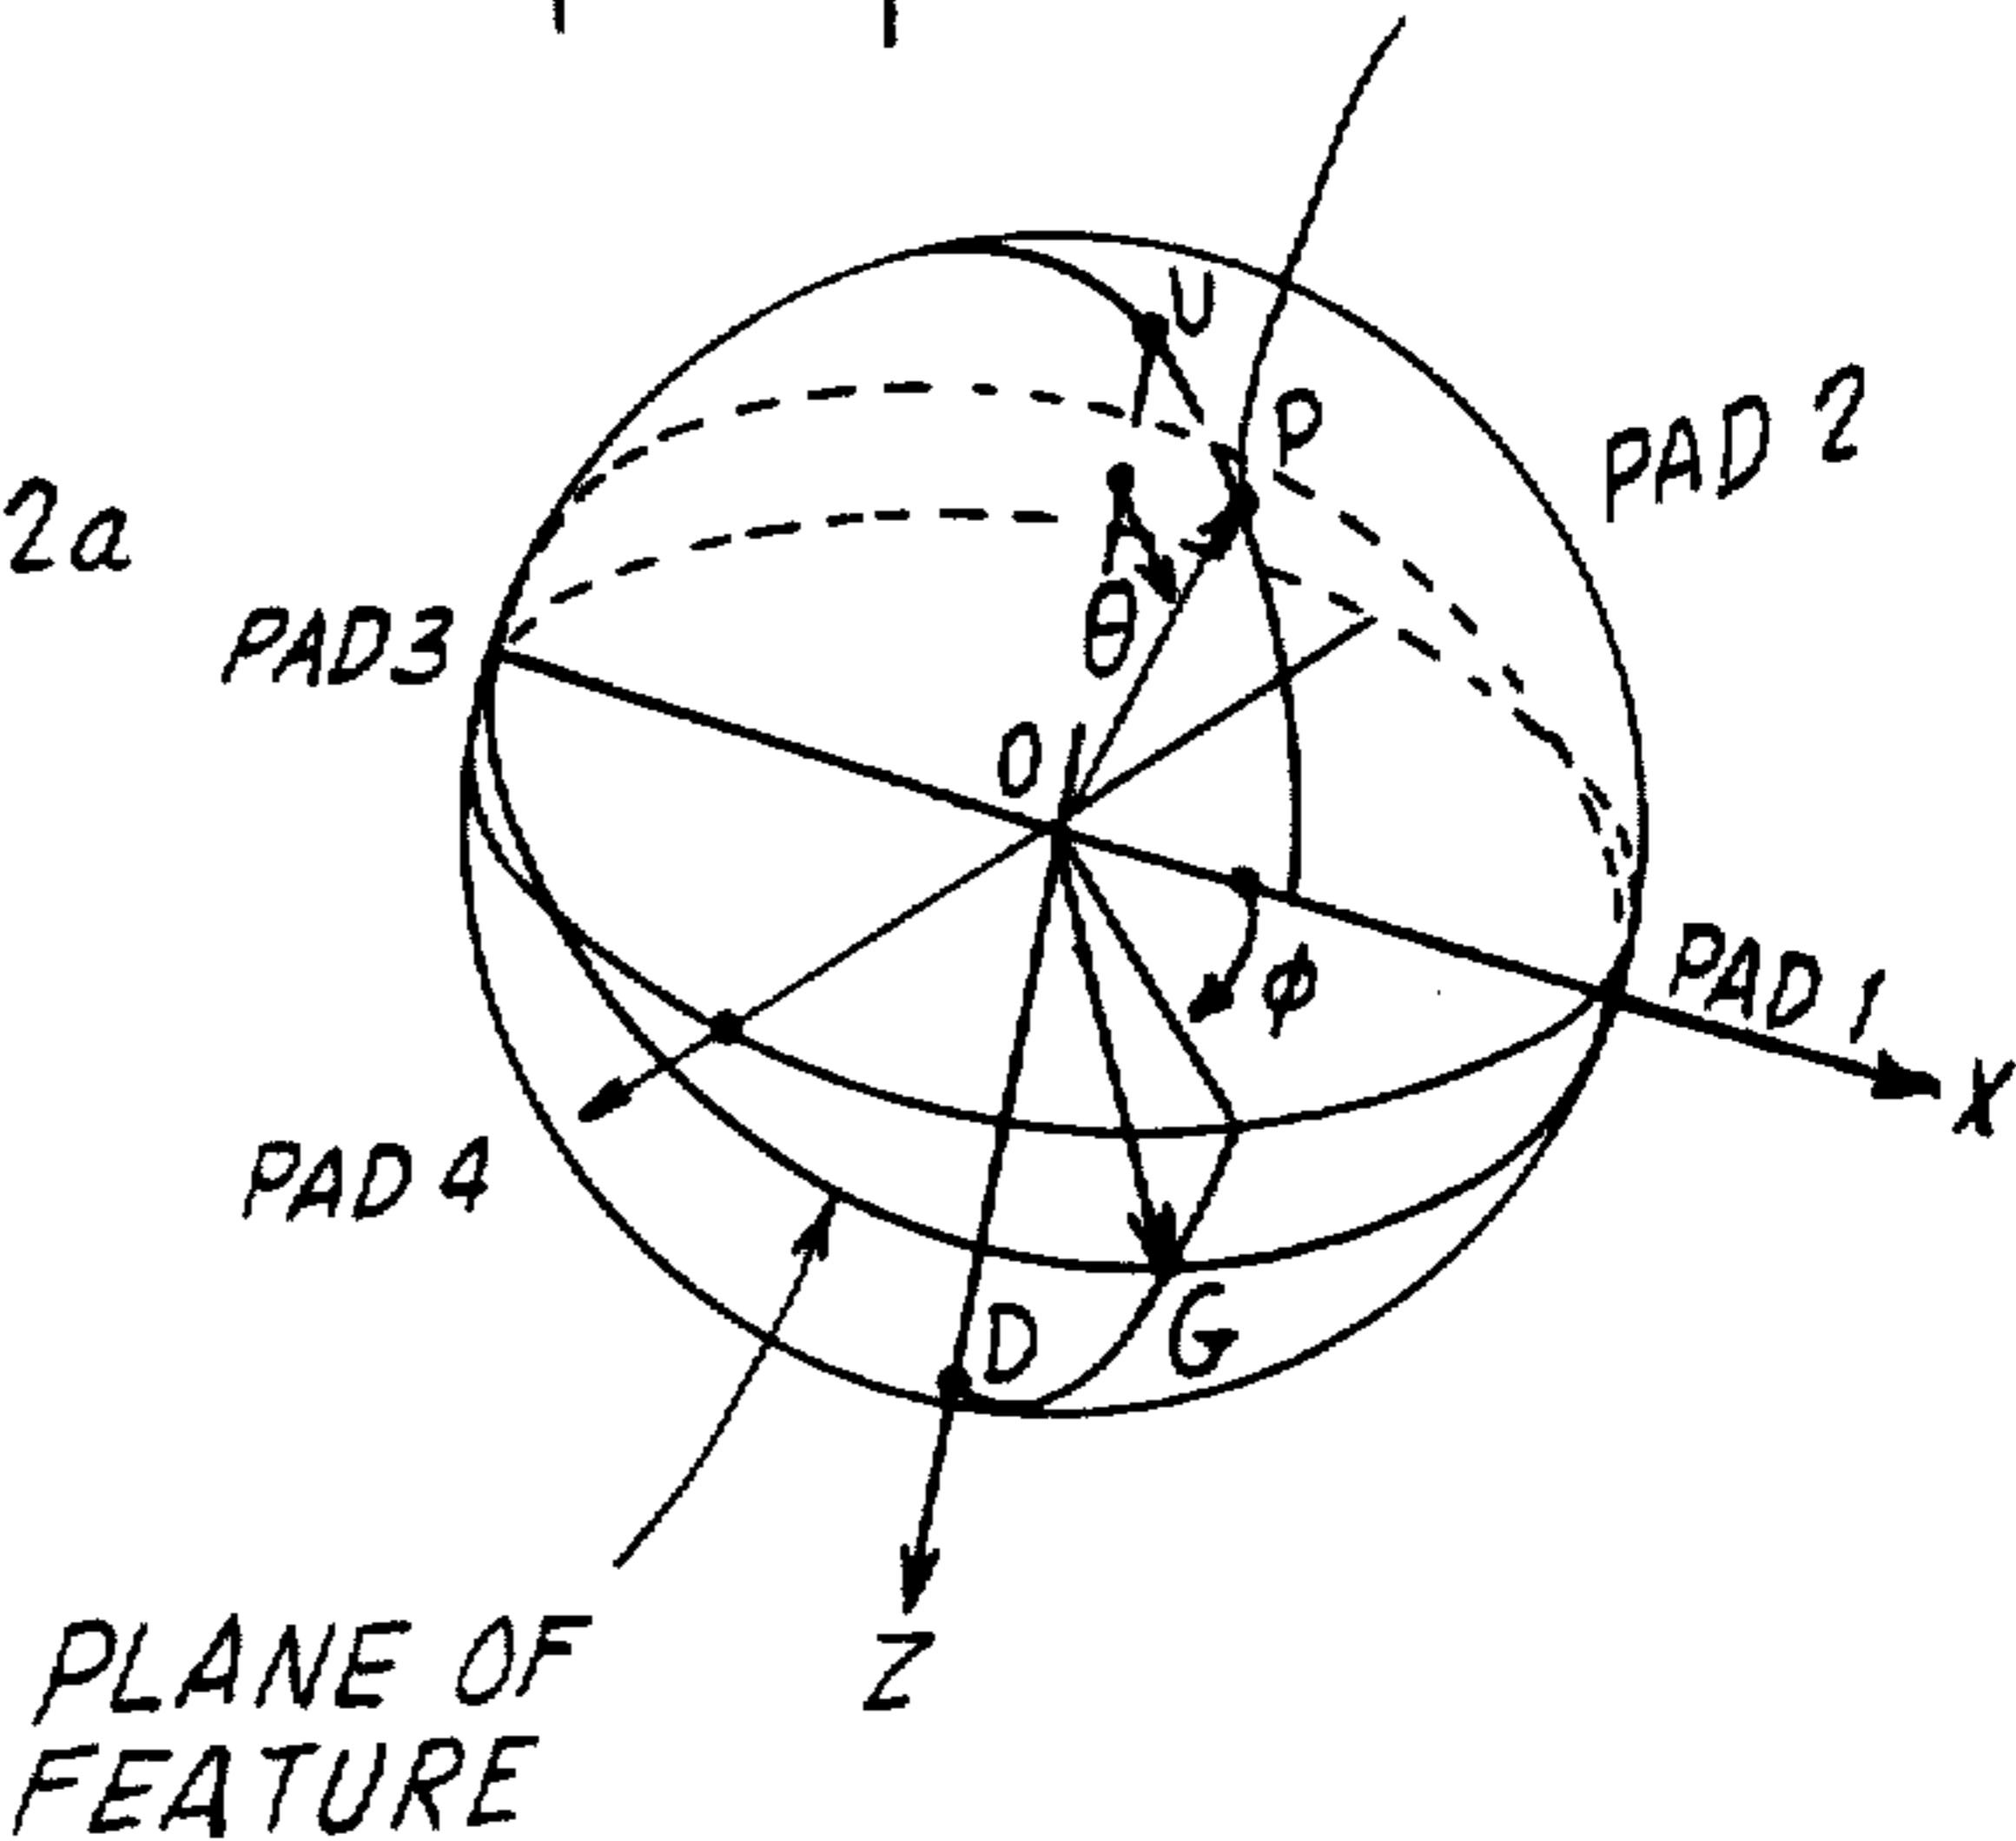 U
P
PAD 2
2a
PAD3
θ
O
PAD 1
φ
X
PAD 4
D
G
Z
PLANE OF
FEATURE